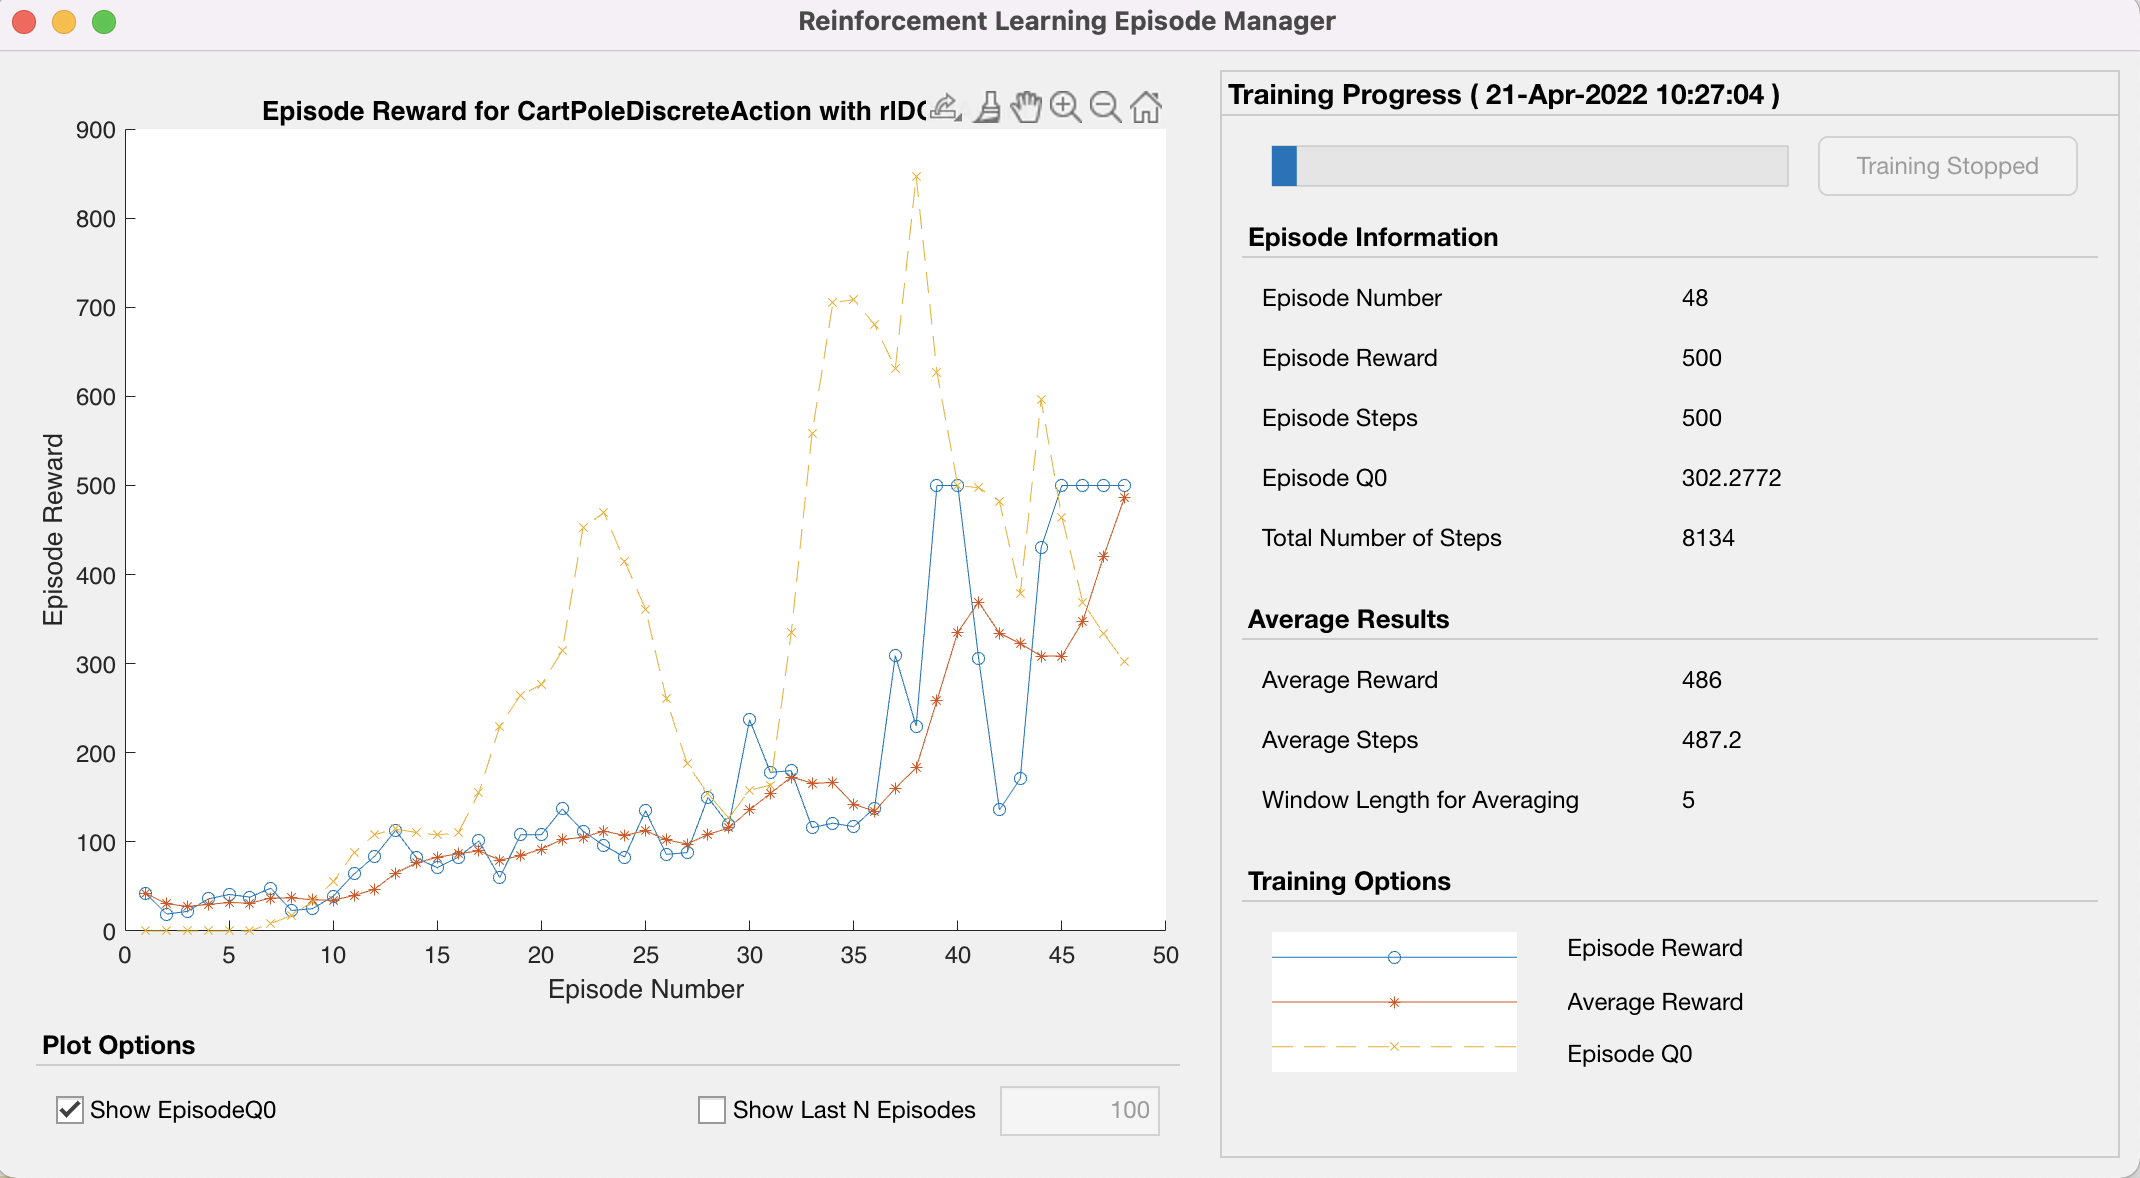 Reinforcement Learning Episode Manager
Episode Reward for CartPoleDiscreteAction with
900
800
700
600
500
400
300
200
100
0
Episode Reward
0 5 10 15 20 25 30 35 40 45 50
Episode Number
Plot Options
Show EpisodeQ0
Show Last N Episodes 100
Training Progress ( 21-Apr-2022 10:27:04 )
Training Stopped
Episode Information
Episode Number 48
Episode Reward 500
Episode Steps 500
Episode Q0 302.2772
Total Number of Steps 8134
Average Results
Average Reward 486
Average Steps 487.2
Window Length for Averaging 5
Training Options
Episode Reward
Average Reward
Episode Q0